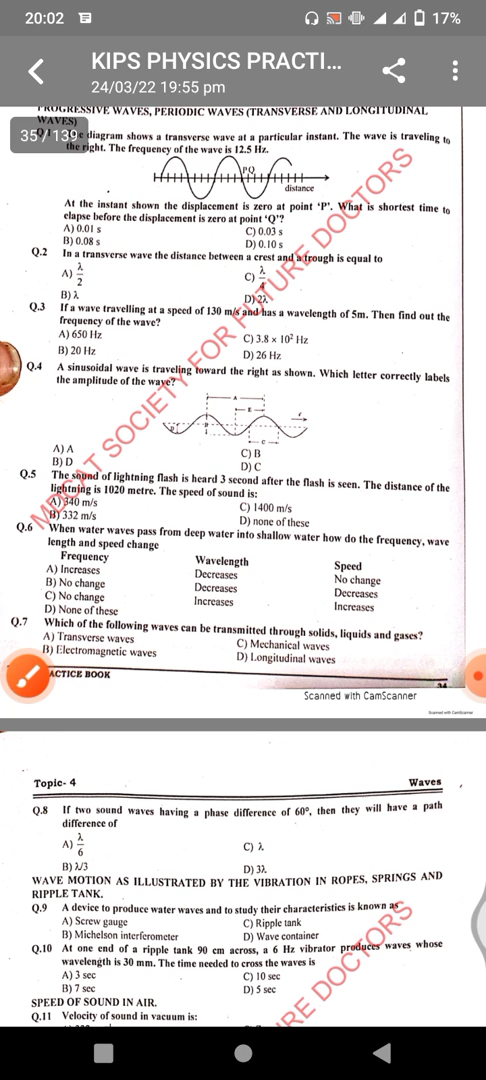 20:02
17%
KIPS PHYSICS PRACTI...
24/03/22 19:55 pm
PROGRESSIVE WAVES, PERIODIC WAVES (TRANSVERSE AND LONGITUDINAL
WAVES)
35 / 139
diagram shows a transverse wave at a particular instant. The wave is traveling to
the right. The frequency of the wave is 12.5 Hz.
PQ
distance
At the instant shown the displacement is zero at point ‘P’. What is shortest time to
elapse before the displacement is zero at point ‘Q’?
A) 0.01 s C) 0.03 s
B) 0.08 s D) 0.10 s
Q.2 In a transverse wave the distance between a crest and a trough is equal to
A) λ/2 C) λ/4
B) λ D) 2λ
Q.3 If a wave travelling at a speed of 130 m/s and has a wavelength of 5m. Then find out the
frequency of the wave?
A) 650 Hz C) 3.8 × 10² Hz
B) 20 Hz D) 26 Hz
Q.4 A sinusoidal wave is traveling toward the right as shown. Which letter correctly labels
the amplitude of the wave?
A
E
C
A) A C) B
B) D D) C
Q.5 The sound of lightning flash is heard 3 second after the flash is seen. The distance of the
lightning is 1020 metre. The speed of sound is:
A) 340 m/s C) 1400 m/s
B) 332 m/s D) none of these
Q.6 When water waves pass from deep water into shallow water how do the frequency, wave
length and speed change
Frequency Wavelength Speed
A) Increases Decreases No change
B) No change Decreases Decreases
C) No change Increases Increases
D) None of these
Q.7 Which of the following waves can be transmitted through solids, liquids and gases?
A) Transverse waves C) Mechanical waves
B) Electromagnetic waves D) Longitudinal waves
ACTICE BOOK
34
Scanned with CamScanner
Scanned with CamScanner
Topic- 4 Waves
Q.8 If two sound waves having a phase difference of 60°, then they will have a path
difference of
A) λ/6 C) λ
B) λ/3 D) 3λ
WAVE MOTION AS ILLUSTRATED BY THE VIBRATION IN ROPES, SPRINGS AND
RIPPLE TANK.
Q.9 A device to produce water waves and to study their characteristics is known as
A) Screw gauge C) Ripple tank
B) Michelson interferometer D) Wave container
Q.10 At one end of a ripple tank 90 cm across, a 6 Hz vibrator produces waves whose
wavelength is 30 mm. The time needed to cross the waves is
A) 3 sec C) 10 sec
B) 7 sec D) 5 sec
SPEED OF SOUND IN AIR.
Q.11 Velocity of sound in vacuum is:
MDCAT SOCIETY FOR FUTURE DOCTORS
RE DOCTORS